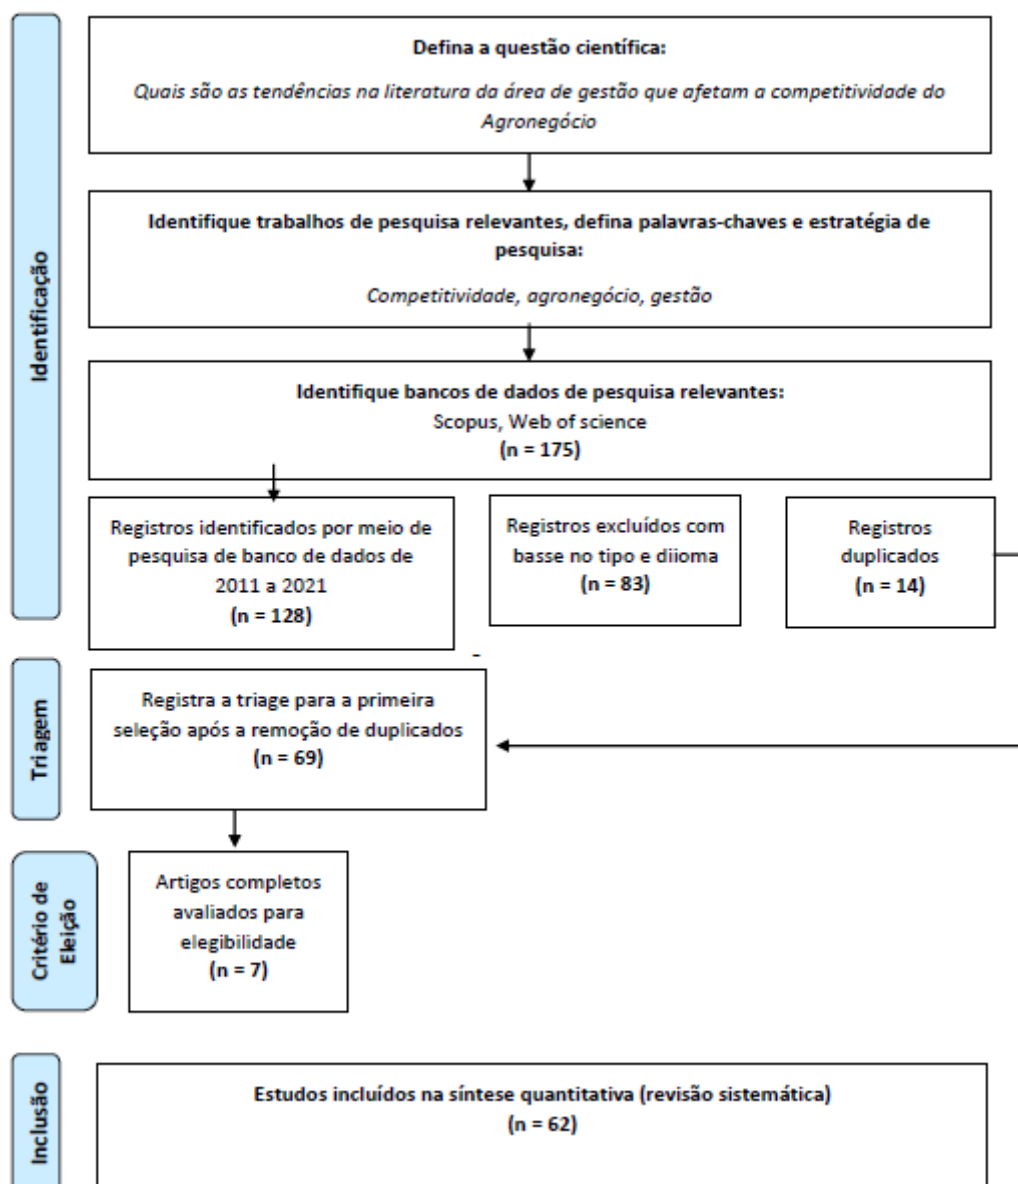 Identificação
Defina a questão científica:
Quais são as tendências na literatura da área de gestão que afetam a competitividade do
Agronegócio
Identifique trabalhos de pesquisa relevantes, defina palavras-chaves e estratégia de
pesquisa:
Competitividade, agronegócio, gestão
Identifique bancos de dados de pesquisa relevantes:
Scopus, Web of science
(n = 175)
Registros identificados por meio de
pesquisa de banco de dados de
2011 a 2021
(n = 128)
Registros excluídos com
basse no tipo e diioma
(n = 83)
Registros
duplicados
(n = 14)
Triagem
Registra a triage para a primeira
seleção após a remoção de duplicados
(n = 69)
Critério de
Eleição
Artigos completos
avaliados para
elegibilidade
(n = 7)
Inclusão
Estudos incluídos na síntese quantitativa (revisão sistemática)
(n = 62)